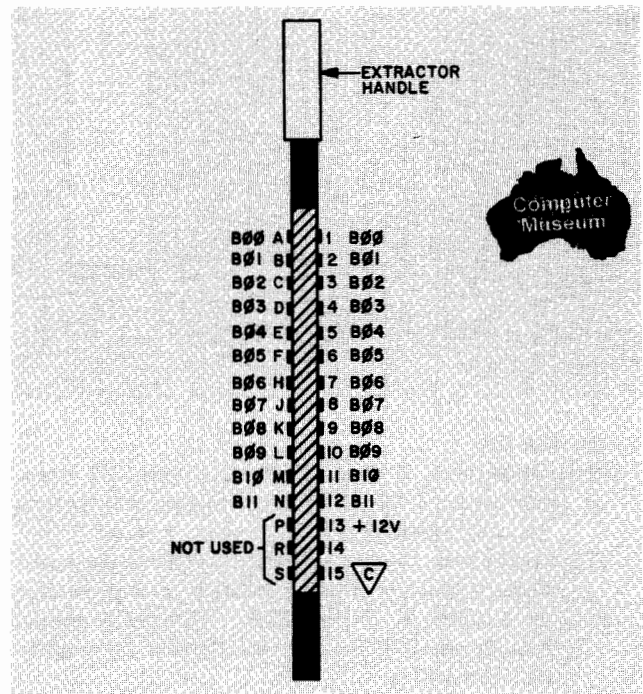 EXTRACTOR
HANDLE
Computer
Museum
BØØ A 1 BØØ
BØ1 B 2 BØ1
BØ2 C 3 BØ2
BØ3 D 4 BØ3
BØ4 E 5 BØ4
BØ5 F 6 BØ5
BØ6 H 7 BØ6
BØ7 J 8 BØ7
BØ8 K 9 BØ8
BØ9 L 10 BØ9
B1Ø M 11 B1Ø
B11 N 12 B11
P 13 + 12V
NOT USED R 14
S 15 C